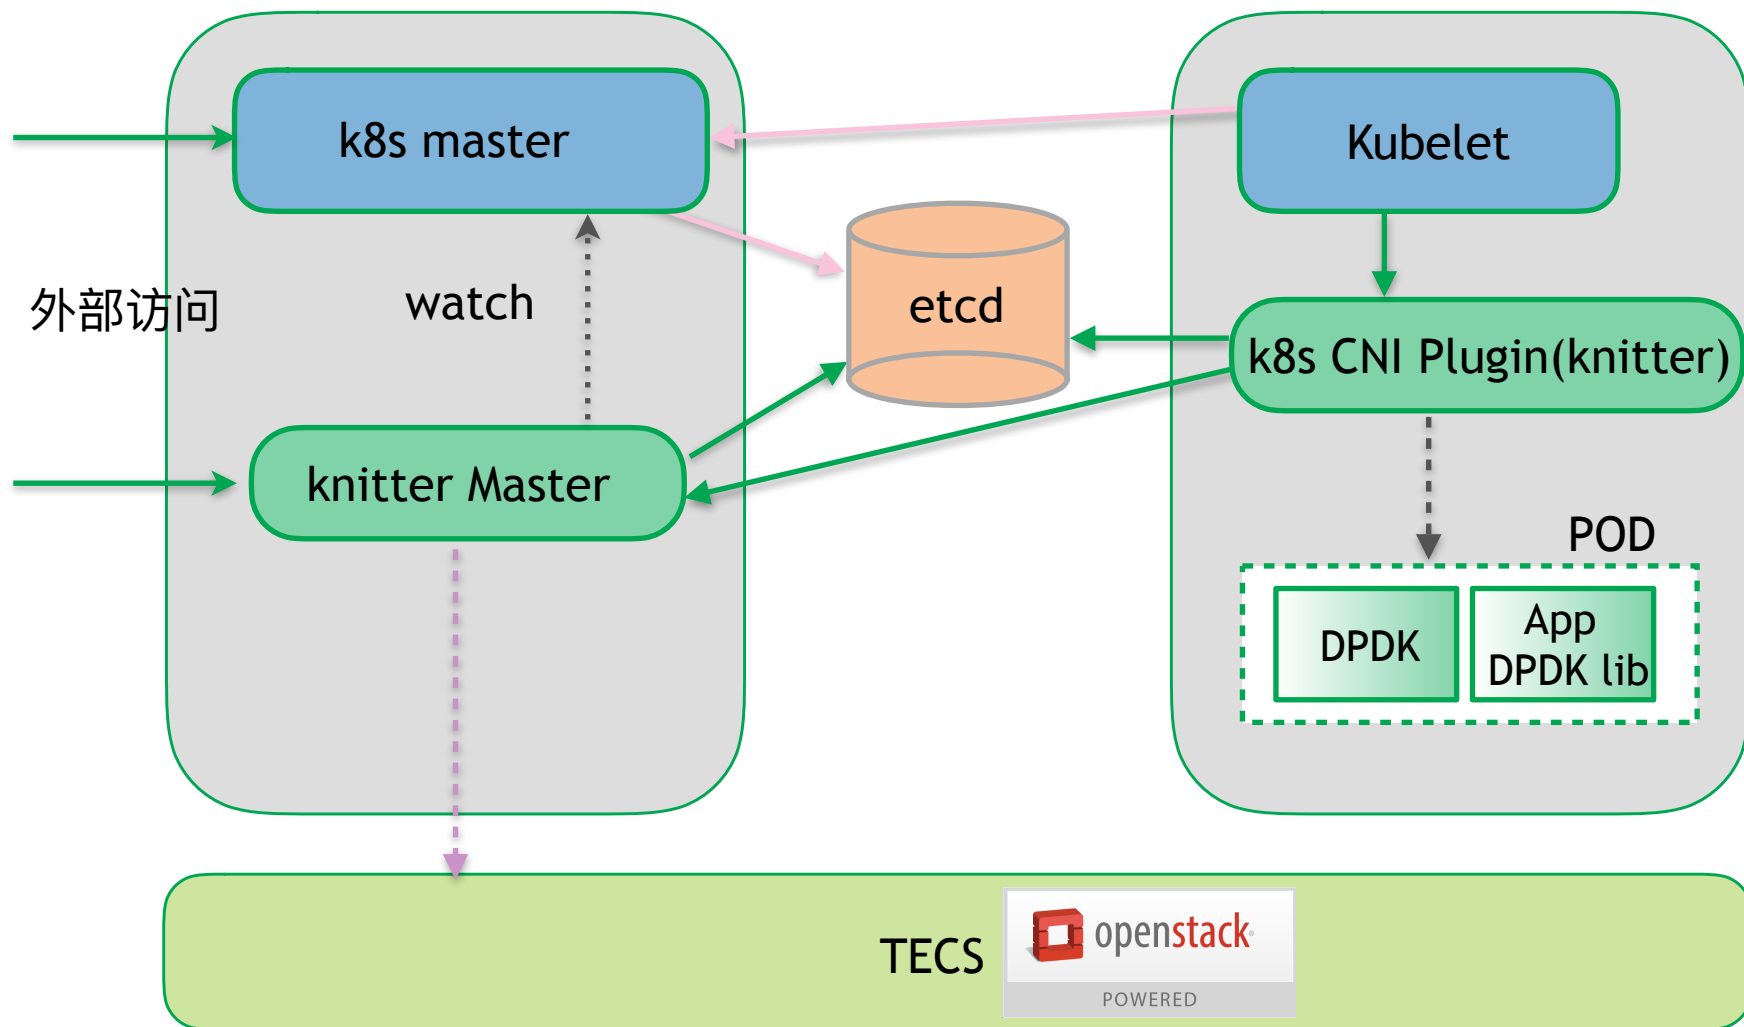 k8s master
Kubelet
外部访问
watch
etcd
k8s CNI Plugin(knitter)
knitter Master
POD
DPDK
App
DPDK lib
TECS
openstack
POWERED